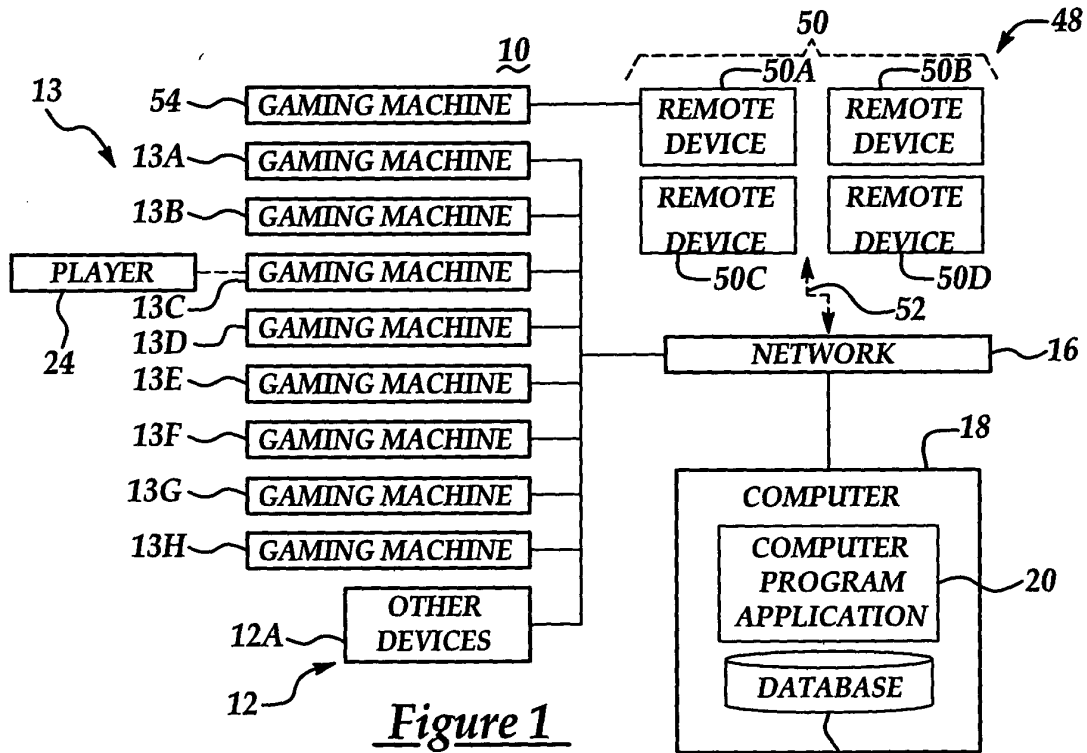 10
50
48
54
GAMING MACHINE
50A
REMOTE
DEVICE
50B
REMOTE
DEVICE
13
13A
GAMING MACHINE
13B
GAMING MACHINE
REMOTE
DEVICE
50C
REMOTE
DEVICE
50D
PLAYER
24
GAMING MACHINE
13C
52
13D
GAMING MACHINE
NETWORK
16
13E
GAMING MACHINE
13F
GAMING MACHINE
18
13G
GAMING MACHINE
COMPUTER
13H
GAMING MACHINE
COMPUTER
PROGRAM
APPLICATION
20
12A
OTHER
DEVICES
12
DATABASE
Figure 1